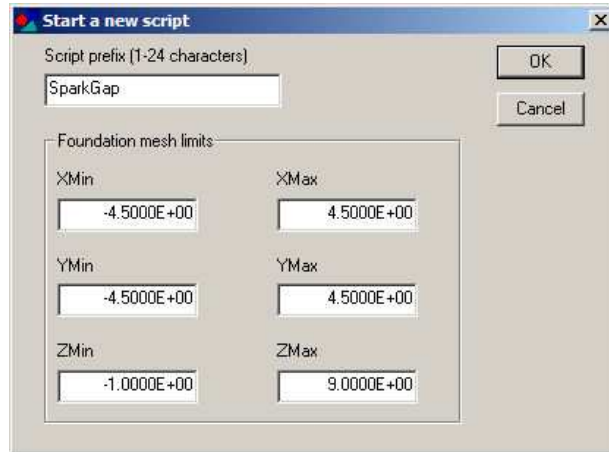 Start a new script
Script prefix (1-24 characters)
SparkGap
OK
Cancel
Foundation mesh limits
XMin XMax
-4.5000E+00 4.5000E+00
YMin YMax
-4.5000E+00 4.5000E+00
ZMin ZMax
-1.0000E+00 9.0000E+00